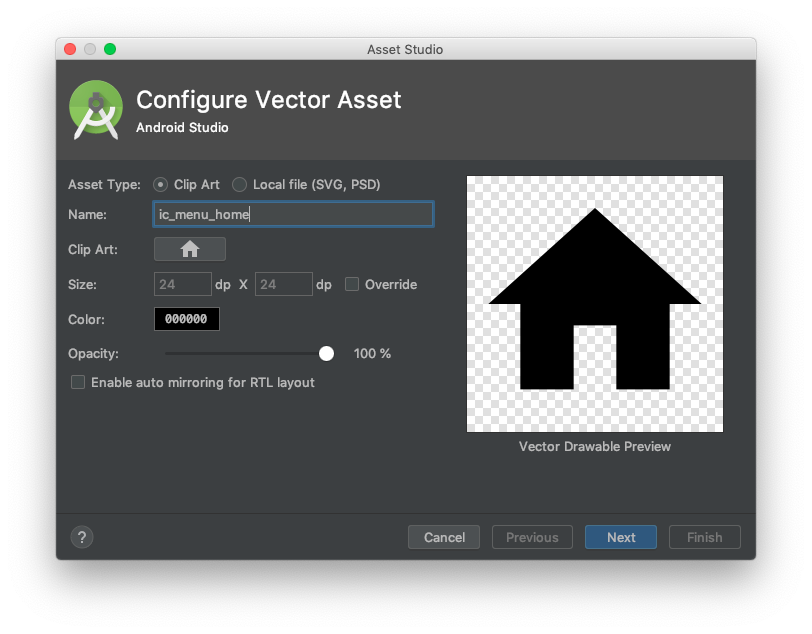 Asset Studio
Configure Vector Asset
Android Studio
Asset Type: Clip Art Local file (SVG, PSD)
Name: ic_menu_home
Clip Art:
Size: 24 dp X 24 dp Override
Color: 000000
Opacity: 100 %
Enable auto mirroring for RTL layout
Vector Drawable Preview
? Cancel Previous Next Finish